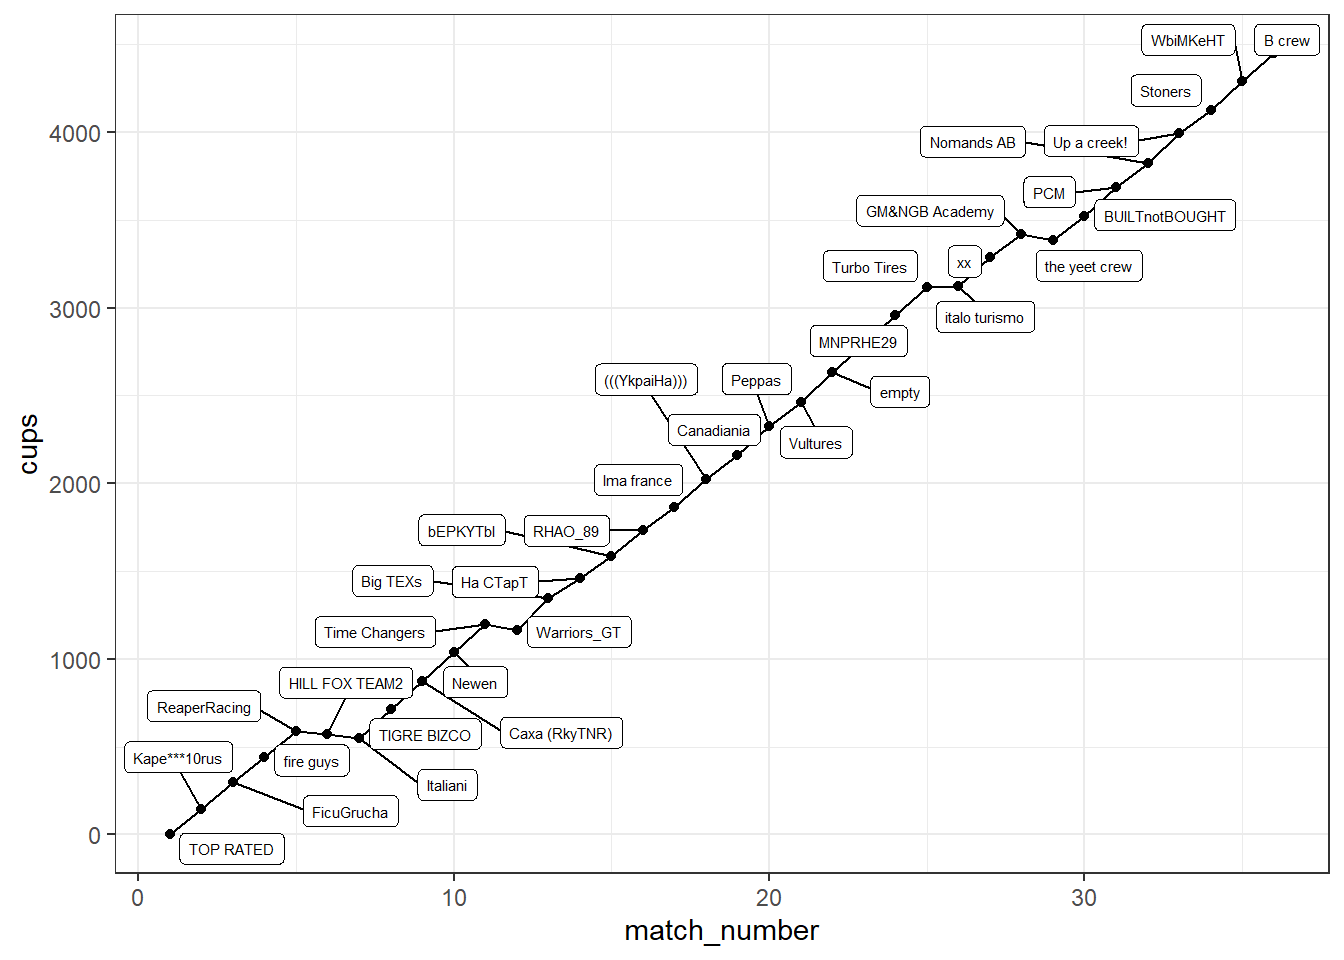 WbiMKeHT
B crew
Stoners
Nomands AB
Up a creek!
PCM
GM&NGB Academy
BUILTnotBOUGHT
xx
Turbo Tires
the yeet crew
italo turismo
MNPRHE29
(((YkpaiHa)))
Peppas
empty
Canadiania
Vultures
Ima france
bEPKYTbI
RHAO_89
Big TEXs
Ha CTapT
Time Changers
Warriors_GT
HILL FOX TEAM2
Newen
ReaperRacing
TIGRE BIZCO
Caxa (RkyTNR)
Kape***10rus
fire guys
Italiani
FicuGrucha
TOP RATED
4000
3000
2000
1000
0
cups
0
10
20
30
match_number